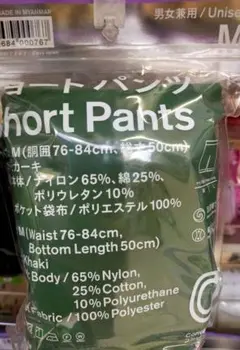 MADE IN MYANMAR
男女兼用 / Unise
684 000767
M
ョートパンツ
Short Pants
M(胴囲76-84cm、総丈50cm)
カーキ
本体/ナイロン65%、綿25%、
ポリウレタン10%
ポケット袋布/ポリエステル100%
M(Waist 76-84cm,
Bottom Length 50cm)
Khaki
Body / 65% Nylon,
25% Cotton,
10% Polyurethane
Fabric / 100% Polyester